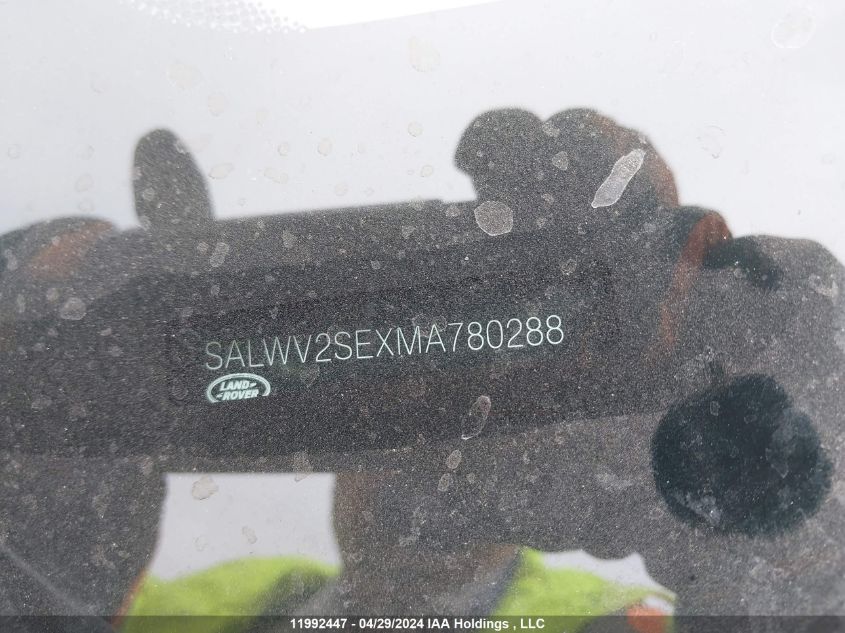 SALWV2SEXMA780288
LAND-
-ROVER
11992447 - 04/29/2024 IAA Holdings , LLC